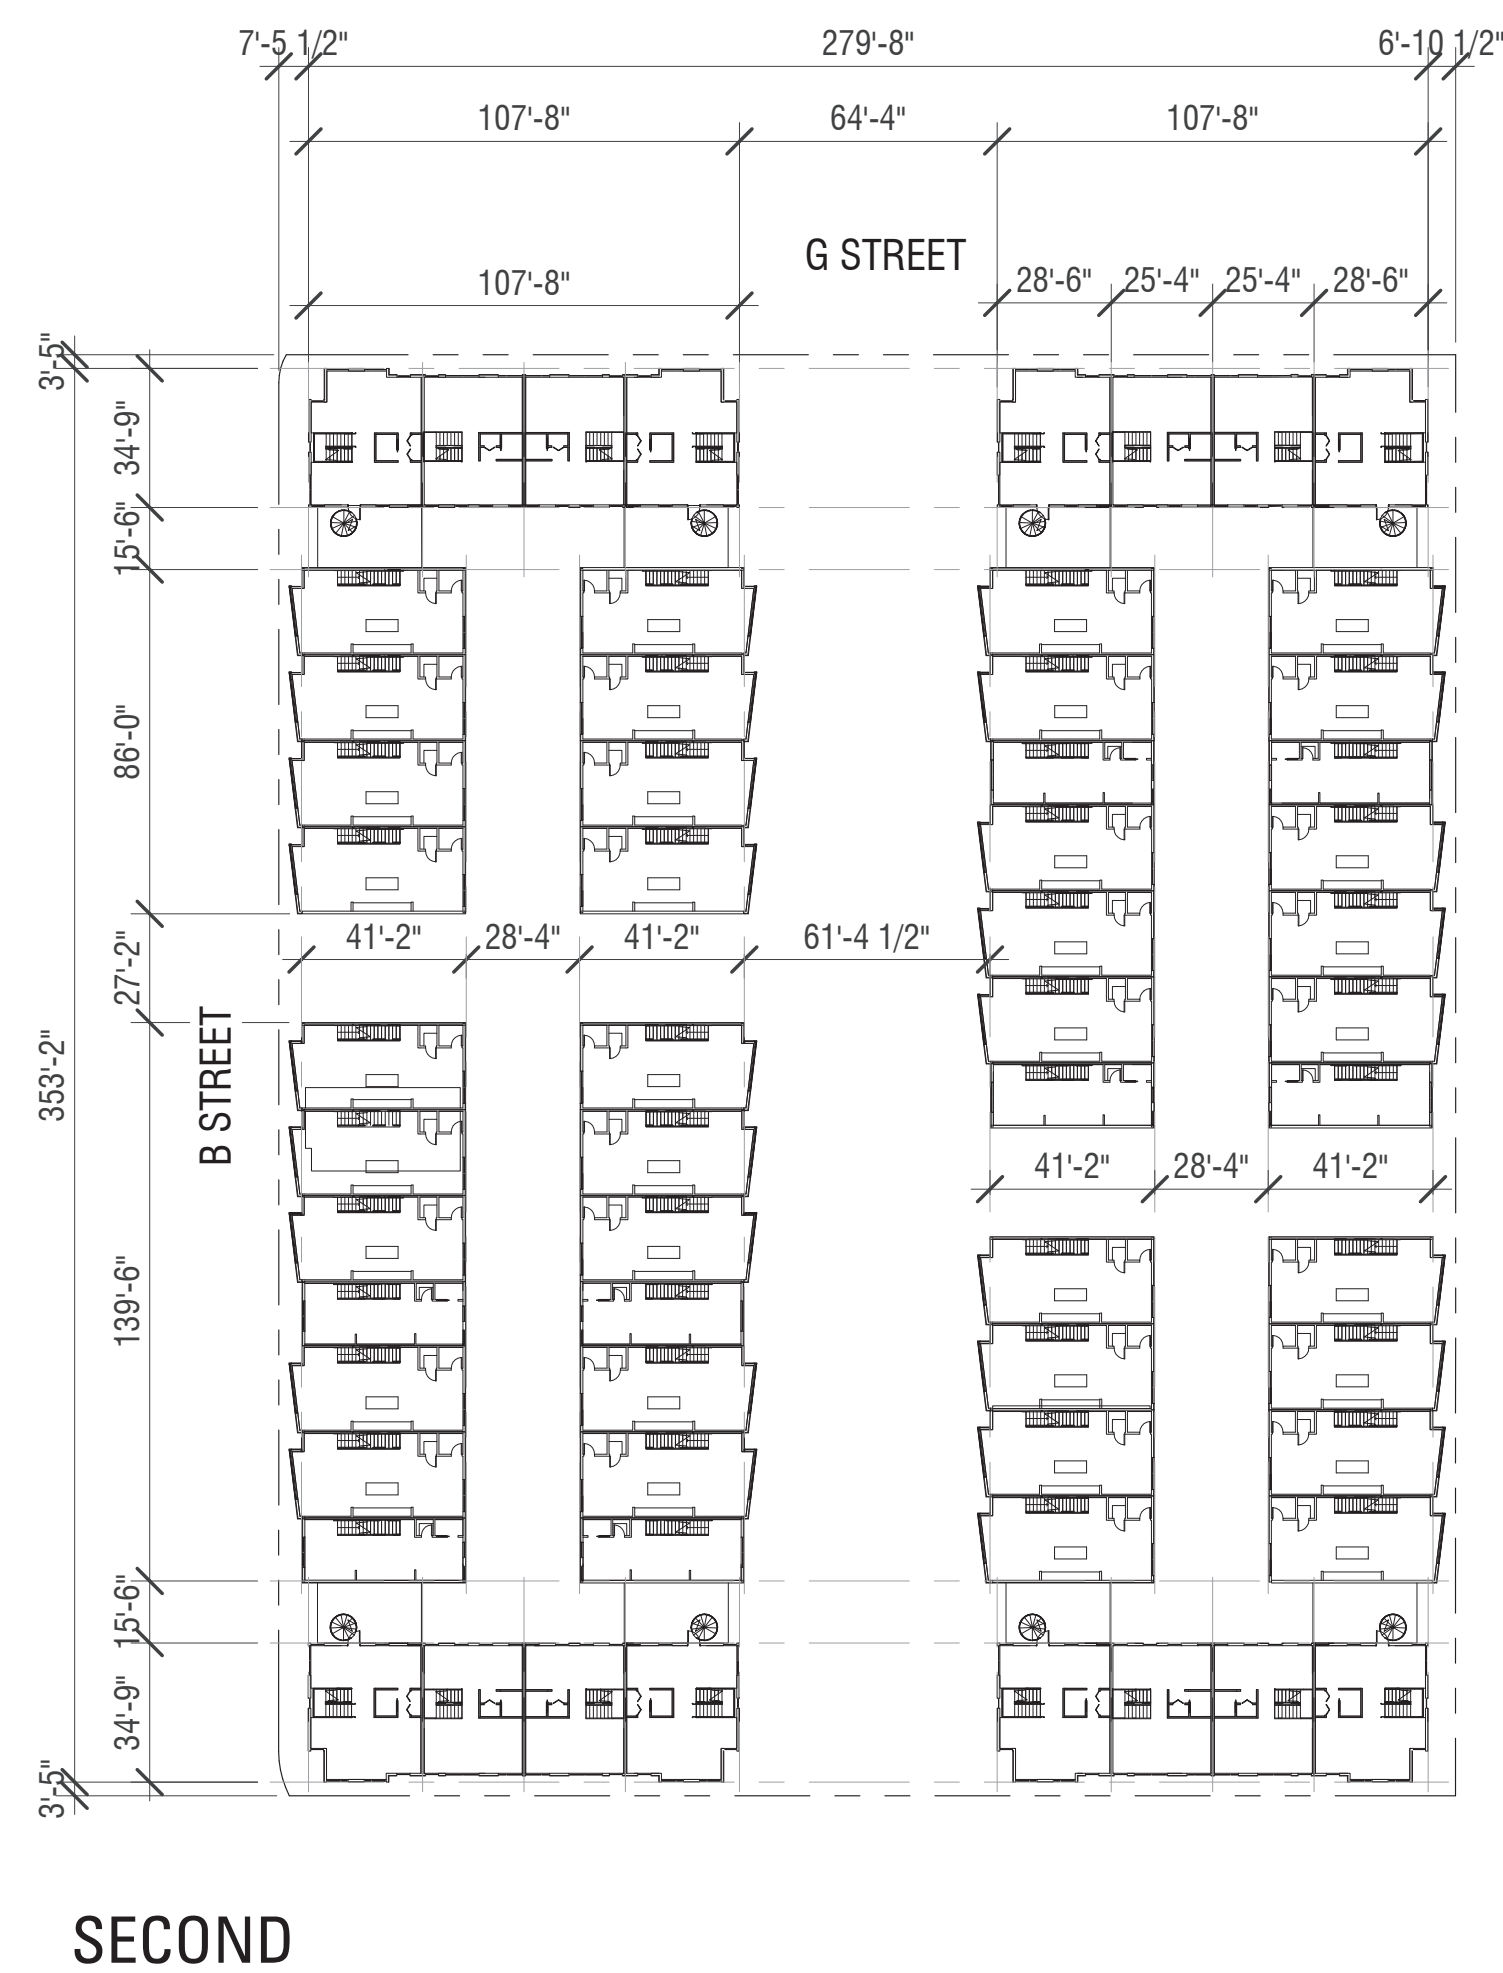 7'-5 1/2" 279'-8" 6'-10 1/2"
107'-8" 64'-4" 107'-8"
G STREET
107'-8" 28'-6" 25'-4" 25'-4" 28'-6"
3'-5"
34'-9"
15'-6"
86'-0"
27'-2"
41'-2" 28'-4" 41'-2" 61'-4 1/2"
353'-2"
B STREET
41'-2" 28'-4" 41'-2"
139'-6"
15'-6"
34'-9"
3'-5"
SECOND